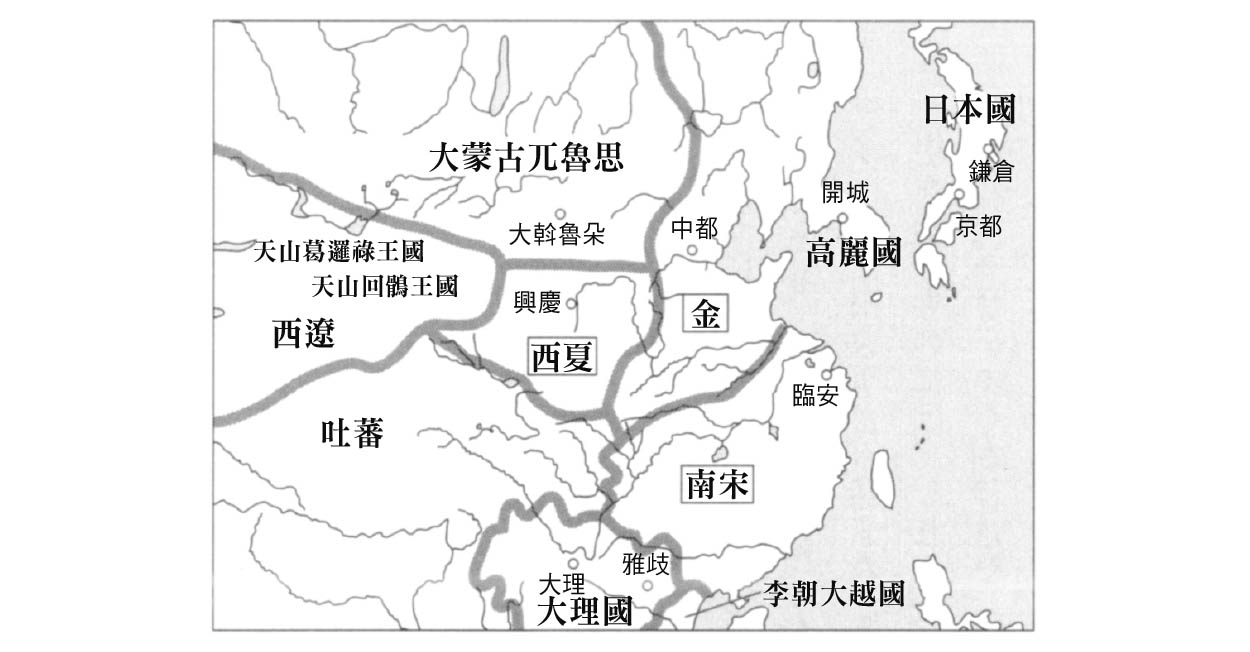 日本國
大蒙古兀魯思
鎌倉
開城
大斡魯朵
中都
京都
高麗國
天山葛邏祿王國
天山回鶻王國
興慶
金
西遼
西夏
臨安
吐蕃
南宋
雅歧
大理
李朝大越國
大理國